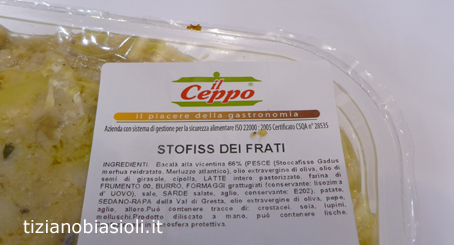 il
Ceppo
il piacere della gastronomia
Azienda con sistema di gestione per la sicurezza alimentare ISO 22000 : 2005 Certificato CSQA n° 28535
STOFISS DEI FRATI
INGREDIENTI: Bacalà alla vicentina 66% (PESCE (Stoccafisso Gadus
morhua reidratato, Merluzzo atlantico), olio extravergine di oliva, olio di
semi di girasole, cipolla, LATTE intero pastorizzato, farina di
FRUMENTO 00, BURRO, FORMAGGI grattugiati (conservante: lisozima
d' UOVO), sale, SARDE salate, aglio, conservante: E202), patate,
SEDANO-RAPA della Val di Gresta, olio extravergine di oliva, pepe,
aglio, alloro. Può contenere tracce di: crostacei, soia, lupini,
molluschi. Prodotto diliscato a mano, può contenere lische.
atmosfera protettiva.
tizianobiasioli.it